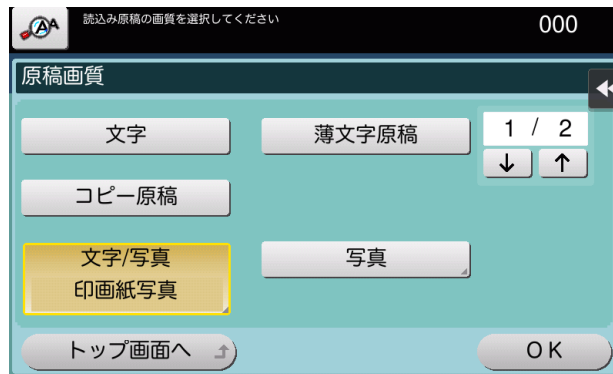 読込み原稿の画質を選択してください
000
原稿画質
文字
薄文字原稿
1 / 2
↓ ↑
コピー原稿
文字/写真
印画紙写真
写真
トップ画面へ
OK